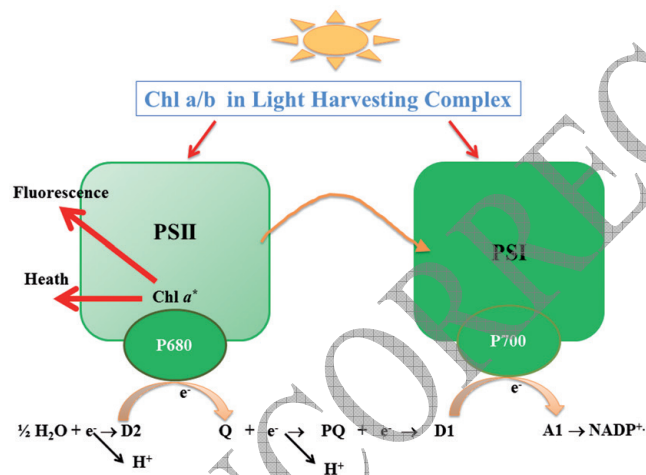 Chl a/b in Light Harvesting Complex
Fluorescence
PSII
PSI
Heath
Chl a*
P680
P700
e-
e-
½ H₂O + e- → D2
Q + e- → PQ + e- → D1
A1 → NADP⁺·
H⁺
H⁺